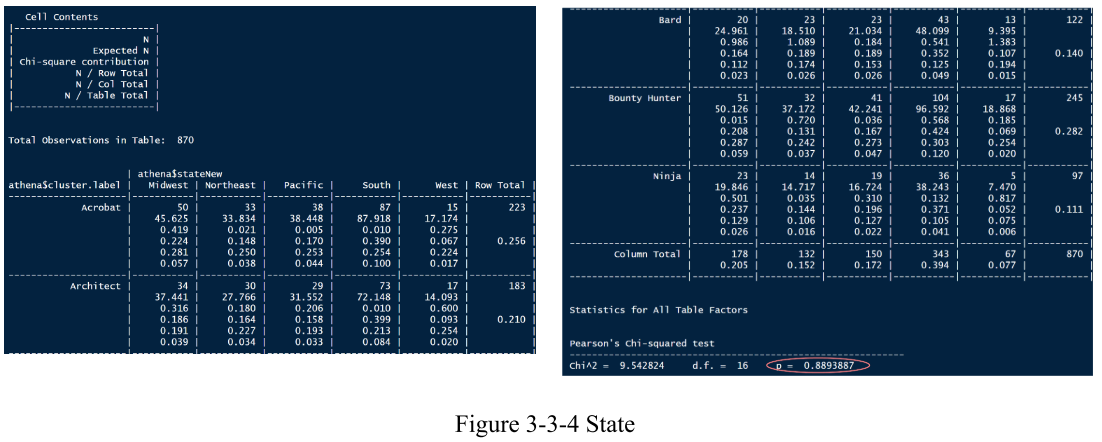 Cell Contents
|-------------------------|
| N |
| Expected N |
| Chi-square contribution |
| N / Row Total |
| N / Col Total |
| N / Table Total |
|-------------------------|
Total Observations in Table: 870
| athena$stateNew
athena$cluster.label | Midwest | Northeast | Pacific | South | West | Row Total |
Acrobat | 50 | 33 | 38 | 87 | 15 | 223 |
| 45.625 | 33.834 | 38.448 | 87.918 | 17.174 | |
| 0.419 | 0.021 | 0.005 | 0.010 | 0.275 | |
| 0.224 | 0.148 | 0.170 | 0.390 | 0.067 | 0.256 |
| 0.281 | 0.250 | 0.253 | 0.254 | 0.224 | |
| 0.057 | 0.038 | 0.044 | 0.100 | 0.017 | |
Architect | 34 | 30 | 29 | 73 | 17 | 183 |
| 37.441 | 27.766 | 31.552 | 72.148 | 14.093 | |
| 0.316 | 0.180 | 0.206 | 0.010 | 0.600 | |
| 0.186 | 0.164 | 0.158 | 0.399 | 0.093 | 0.210 |
| 0.191 | 0.227 | 0.193 | 0.213 | 0.254 | |
| 0.039 | 0.034 | 0.033 | 0.084 | 0.020 | |
Bard | 20 | 23 | 23 | 43 | 13 | 122 |
| 24.961 | 18.510 | 21.034 | 48.099 | 9.395 | |
| 0.986 | 1.089 | 0.184 | 0.541 | 1.383 | |
| 0.164 | 0.189 | 0.189 | 0.352 | 0.107 | 0.140 |
| 0.112 | 0.174 | 0.153 | 0.125 | 0.194 | |
| 0.023 | 0.026 | 0.026 | 0.049 | 0.015 | |
Bounty Hunter | 51 | 32 | 41 | 104 | 17 | 245 |
| 50.126 | 37.172 | 42.241 | 96.592 | 18.868 | |
| 0.015 | 0.720 | 0.036 | 0.568 | 0.185 | |
| 0.208 | 0.131 | 0.167 | 0.424 | 0.069 | 0.282 |
| 0.287 | 0.242 | 0.273 | 0.303 | 0.254 | |
| 0.059 | 0.037 | 0.047 | 0.120 | 0.020 | |
Ninja | 23 | 14 | 19 | 36 | 5 | 97 |
| 19.846 | 14.717 | 16.724 | 38.243 | 7.470 | |
| 0.501 | 0.035 | 0.310 | 0.132 | 0.817 | |
| 0.237 | 0.144 | 0.196 | 0.371 | 0.052 | 0.111 |
| 0.129 | 0.106 | 0.127 | 0.105 | 0.075 | |
| 0.026 | 0.016 | 0.022 | 0.041 | 0.006 | |
Column Total | 178 | 132 | 150 | 343 | 67 | 870 |
| 0.205 | 0.152 | 0.172 | 0.394 | 0.077 | |
Statistics for All Table Factors
Pearson's Chi-squared test
Chi^2 = 9.542824 d.f. = 16 p = 0.8893887
Figure 3-3-4 State